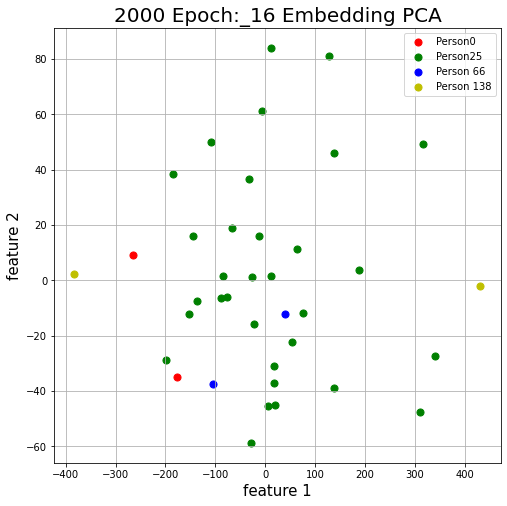 2000 Epoch:_16 Embedding PCA
Person0
Person25
Person 66
Person 138
80
60
40
20
0
−20
−40
−60
feature 2
−400
−300
−200
−100
0
100
200
300
400
feature 1